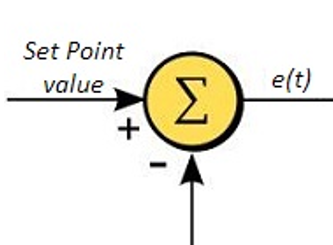 Set Point
value
e(t)
Σ
+
-